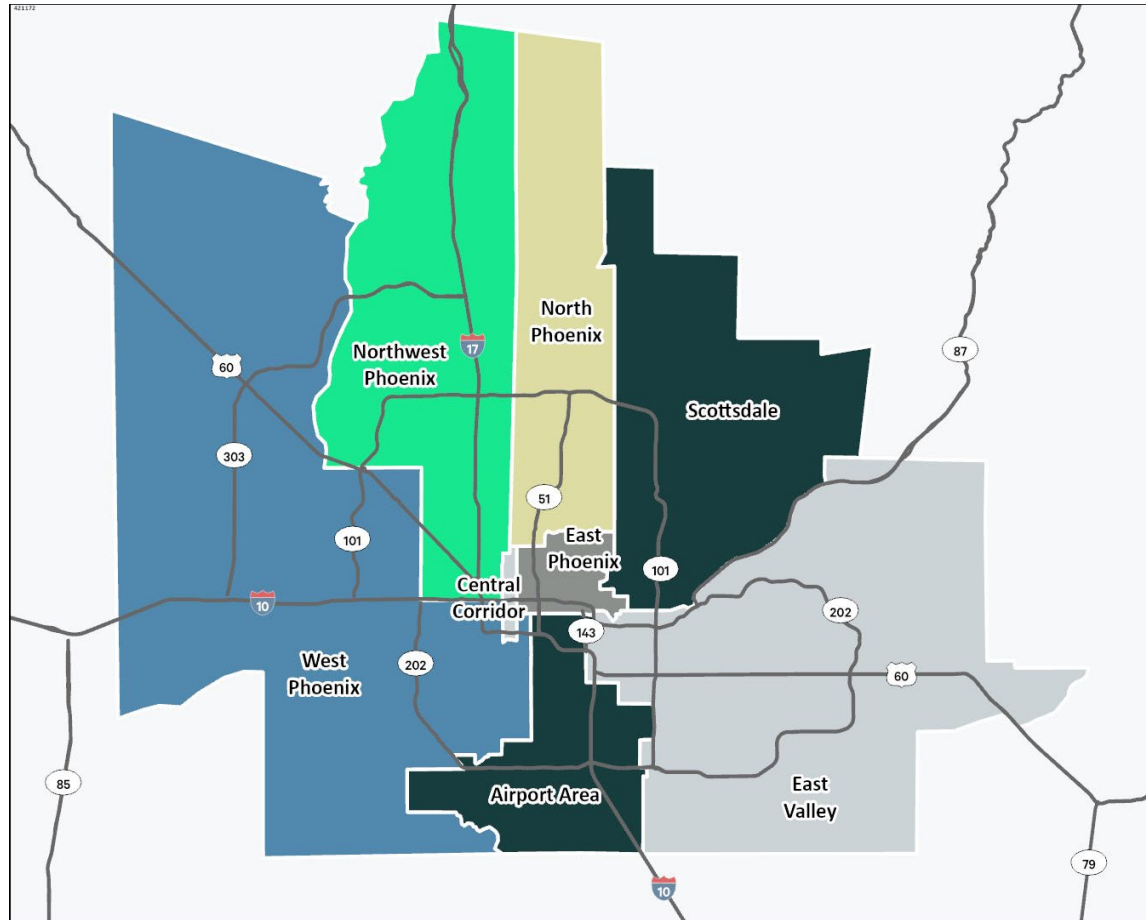 421172
North
Phoenix
17
Northwest
Phoenix
87
60
Scottsdale
303
51
101
East
Phoenix
101
Central
Corridor
10
202
143
West
Phoenix
202
60
85
Airport Area
East
Valley
79
10